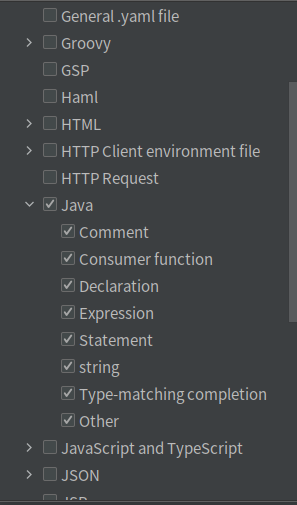 General .yaml file
Groovy
GSP
Haml
HTML
HTTP Client environment file
HTTP Request
Java
Comment
Consumer function
Declaration
Expression
Statement
string
Type-matching completion
Other
JavaScript and TypeScript
JSON
JSP